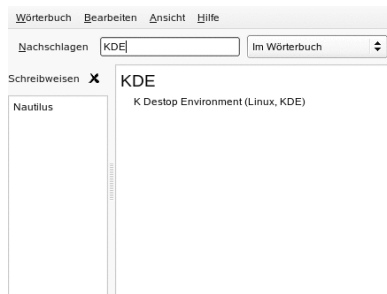 Wörterbuch Bearbeiten Ansicht Hilfe
Nachschlagen KDE Im Wörterbuch
Schreibweisen
Nautilus
KDE
K Destop Environment (Linux, KDE)